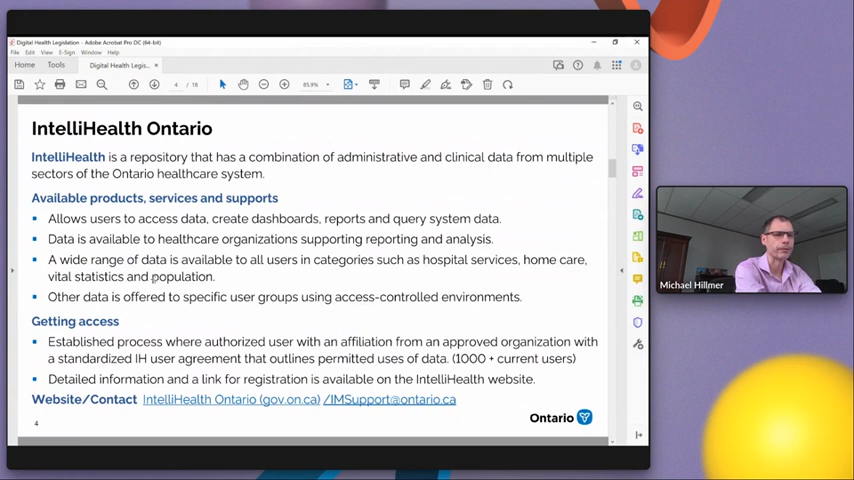 Digital Health Legislation - Adobe Acrobat Pro DC (64-bit)
File Edit View E-Sign Window Help
Home Tools Digital Health Legis... ×
4 / 18 85.9%
IntelliHealth Ontario
IntelliHealth is a repository that has a combination of administrative and clinical data from multiple
sectors of the Ontario healthcare system.
Available products, services and supports
▪ Allows users to access data, create dashboards, reports and query system data.
▪ Data is available to healthcare organizations supporting reporting and analysis.
▪ A wide range of data is available to all users in categories such as hospital services, home care,
vital statistics and population.
▪ Other data is offered to specific user groups using access-controlled environments.
Getting access
▪ Established process where authorized user with an affiliation from an approved organization with
a standardized IH user agreement that outlines permitted uses of data. (1000 + current users)
▪ Detailed information and a link for registration is available on the IntelliHealth website.
Website/Contact IntelliHealth Ontario (gov.on.ca) /IMSupport@ontario.ca
Ontario
4
Michael Hillmer